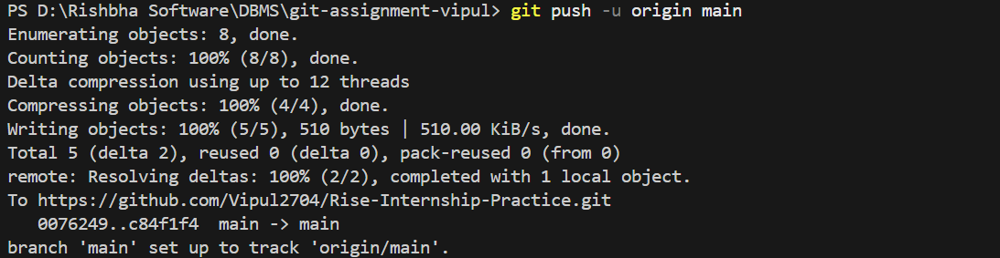 PS D:\Rishbha Software\DBMS\git-assignment-vipul> git push -u origin main
Enumerating objects: 8, done.
Counting objects: 100% (8/8), done.
Delta compression using up to 12 threads
Compressing objects: 100% (4/4), done.
Writing objects: 100% (5/5), 510 bytes | 510.00 KiB/s, done.
Total 5 (delta 2), reused 0 (delta 0), pack-reused 0 (from 0)
remote: Resolving deltas: 100% (2/2), completed with 1 local object.
To https://github.com/Vipul2704/Rise-Internship-Practice.git
   0076249..c84f1f4  main -> main
branch 'main' set up to track 'origin/main'.